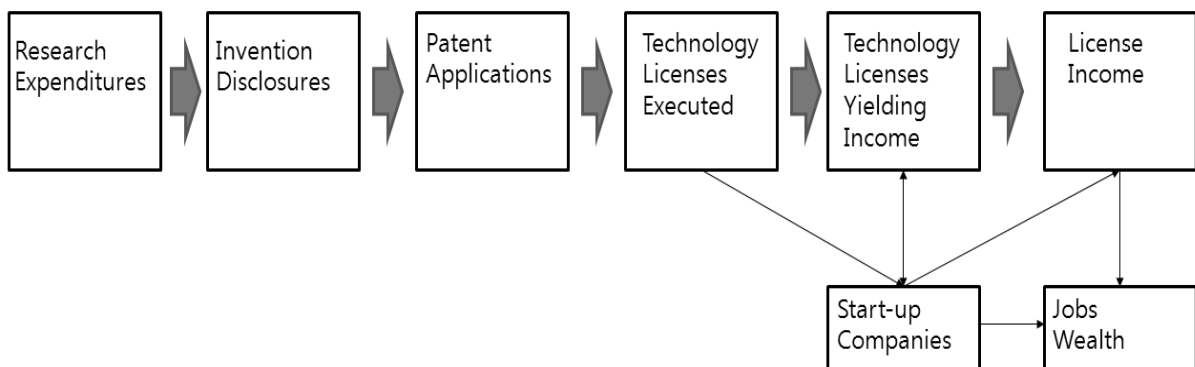 Research
Expenditures
Invention
Disclosures
Patent
Applications
Technology
Licenses
Executed
Technology
Licenses
Yielding
Income
License
Income
Start-up
Companies
Jobs
Wealth